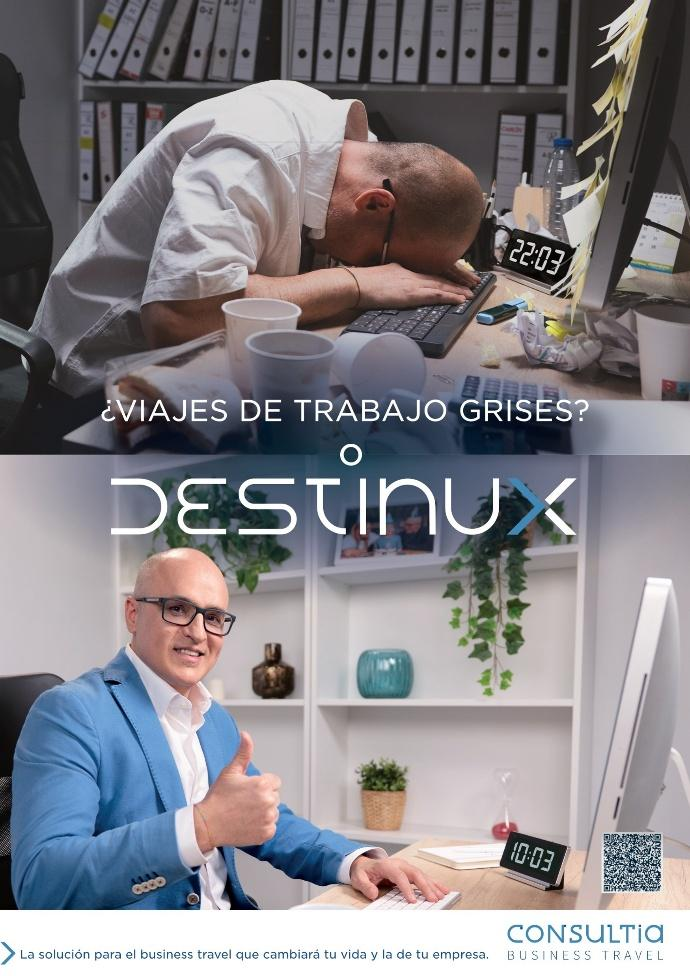 22:03
¿VIAJES DE TRABAJO GRISES?
O
DESTINUX
10:03
La solución para el business travel que cambiará tu vida y la de tu empresa.
CONSULTIA
BUSINESS TRAVEL